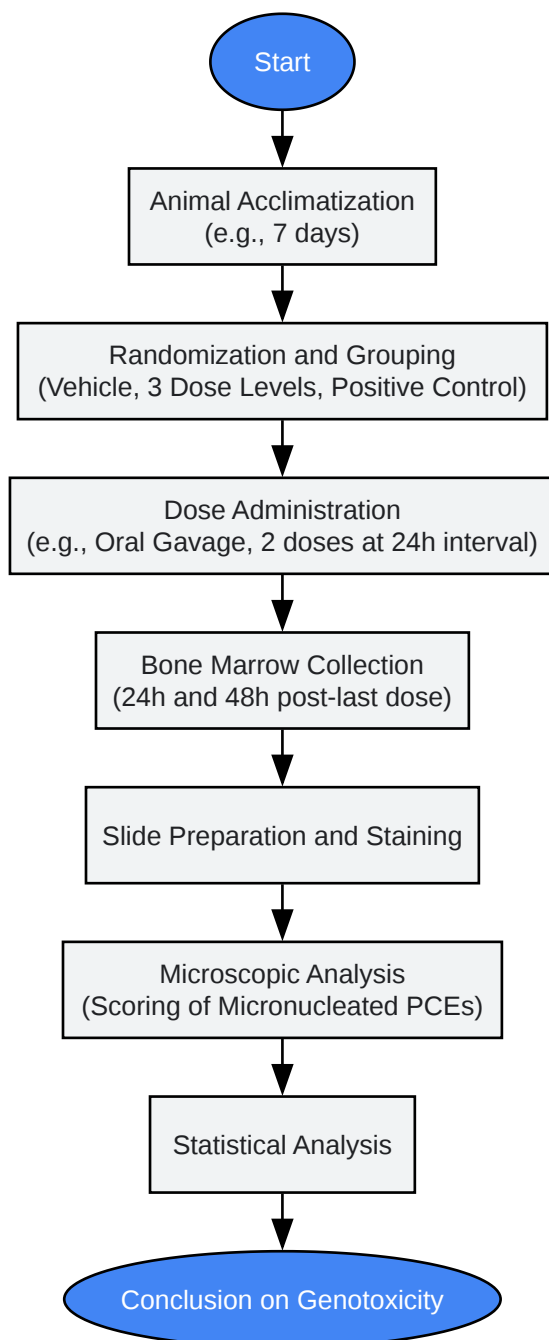 Start
Animal Acclimatization
(e.g., 7 days)
Randomization and Grouping
(Vehicle, 3 Dose Levels, Positive Control)
Dose Administration
(e.g., Oral Gavage, 2 doses at 24h interval)
Bone Marrow Collection
(24h and 48h post-last dose)
Slide Preparation and Staining
Microscopic Analysis
(Scoring of Micronucleated PCEs)
Statistical Analysis
Conclusion on Genotoxicity